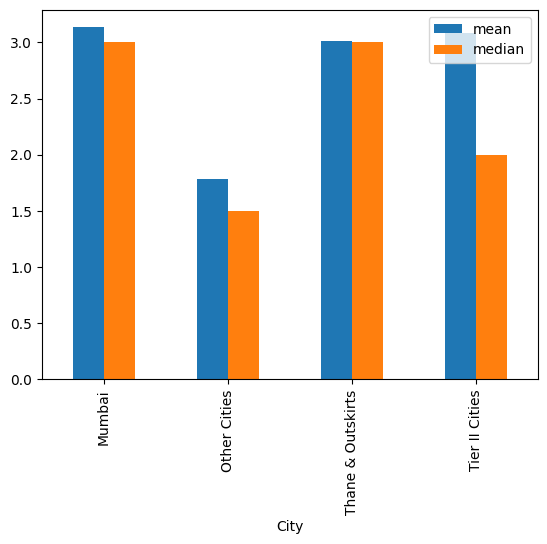 mean
median
3.0
2.5
2.0
1.5
1.0
0.5
0.0
Mumbai
Other Cities
Thane & Outskirts
Tier II Cities
City